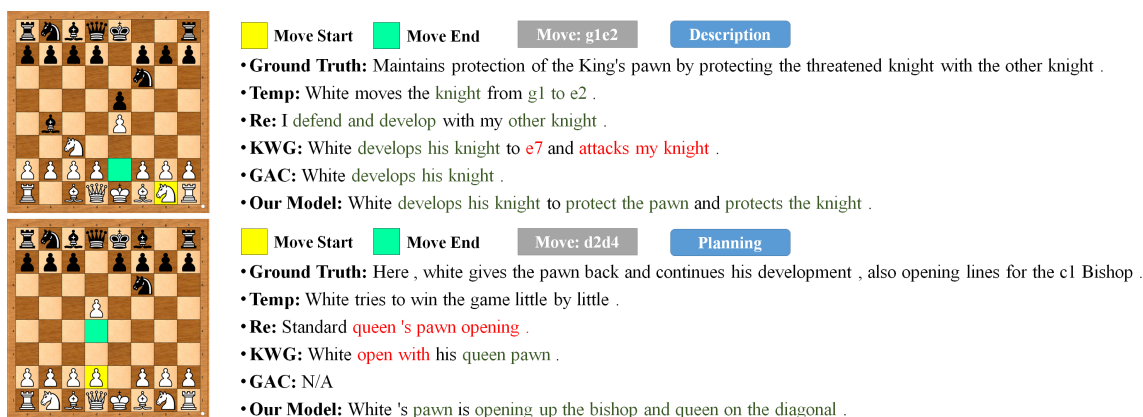 Move Start Move End Move: g1e2 Description
• Ground Truth: Maintains protection of the King's pawn by protecting the threatened knight with the other knight .
• Temp: White moves the knight from g1 to e2 .
• Re: I defend and develop with my other knight .
• KWG: White develops his knight to e7 and attacks my knight .
• GAC: White develops his knight .
• Our Model: White develops his knight to protect the pawn and protects the knight .
Move Start Move End Move: d2d4 Planning
• Ground Truth: Here , white gives the pawn back and continues his development , also opening lines for the c1 Bishop .
• Temp: White tries to win the game little by little .
• Re: Standard queen 's pawn opening .
• KWG: White open with his queen pawn .
• GAC: N/A
• Our Model: White 's pawn is opening up the bishop and queen on the diagonal .